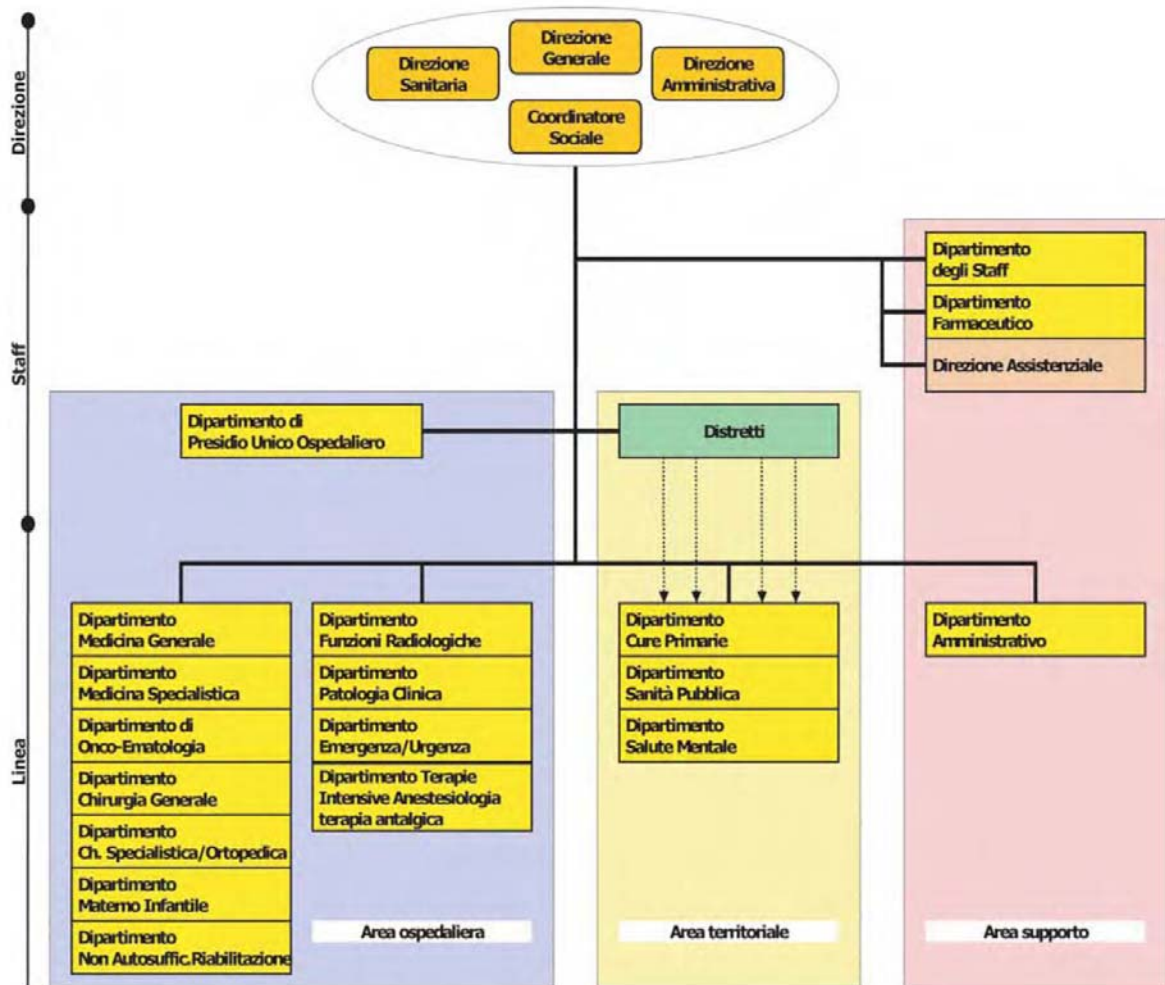 Direzione
Direzione
Generale
Direzione
Sanitaria
Direzione
Amministrativa
Coordinatore
Sociale
Staff
Dipartimento
degli Staff
Dipartimento
Farmaceutico
Direzione Assistenziale
Dipartimento di
Presidio Unico Ospedaliero
Distretti
Linea
Dipartimento
Medicina Generale
Dipartimento
Medicina Specialistica
Dipartimento di
Onco-Ematologia
Dipartimento
Chirurgia Generale
Dipartimento
Ch. Specialistica/Ortopedica
Dipartimento
Materno Infantile
Dipartimento
Non Autosuffic.Riabilitazione
Dipartimento
Funzioni Radiologiche
Dipartimento
Patologia Clinica
Dipartimento
Emergenza/Urgenza
Dipartimento Terapie
Intensive Anestesiologia
terapia antalgica
Area ospedaliera
Dipartimento
Cure Primarie
Dipartimento
Sanità Pubblica
Dipartimento
Salute Mentale
Area territoriale
Dipartimento
Amministrativo
Area supporto